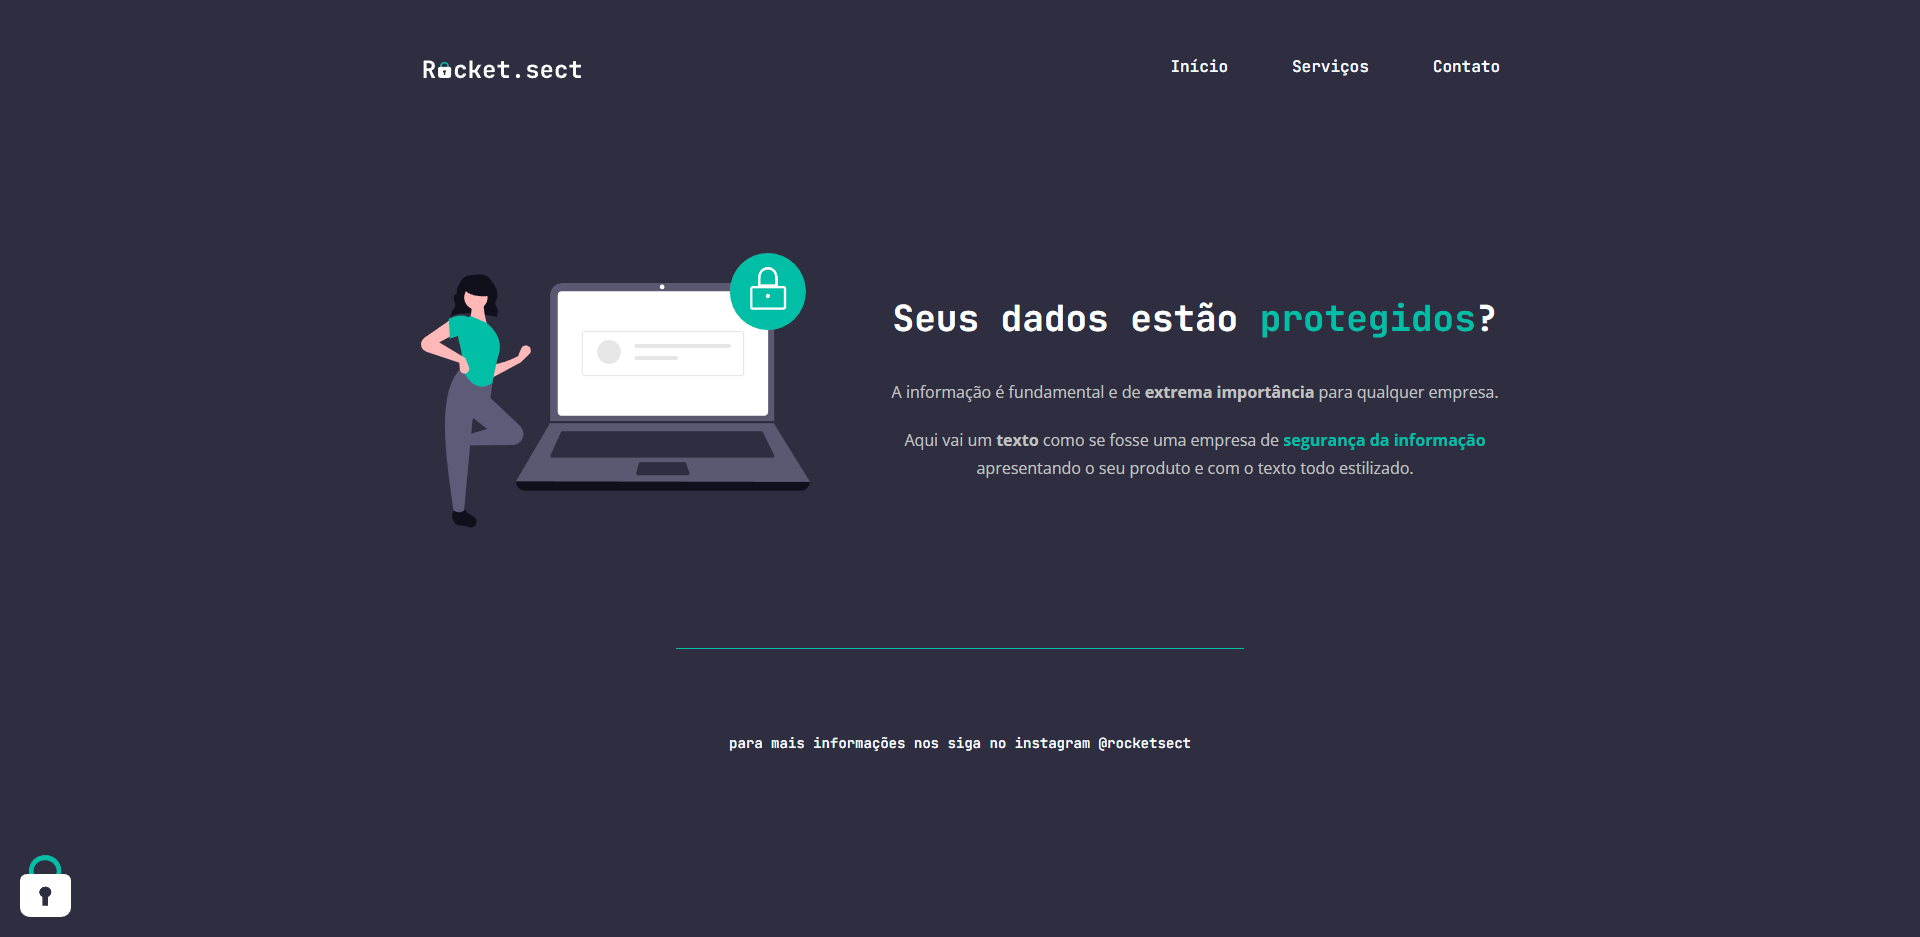 Rocket.sect
Início Serviços Contato
Seus dados estão protegidos?
A informação é fundamental e de extrema importância para qualquer empresa.
Aqui vai um texto como se fosse uma empresa de segurança da informação
apresentando o seu produto e com o texto todo estilizado.
para mais informações nos siga no instagram @rocketsect